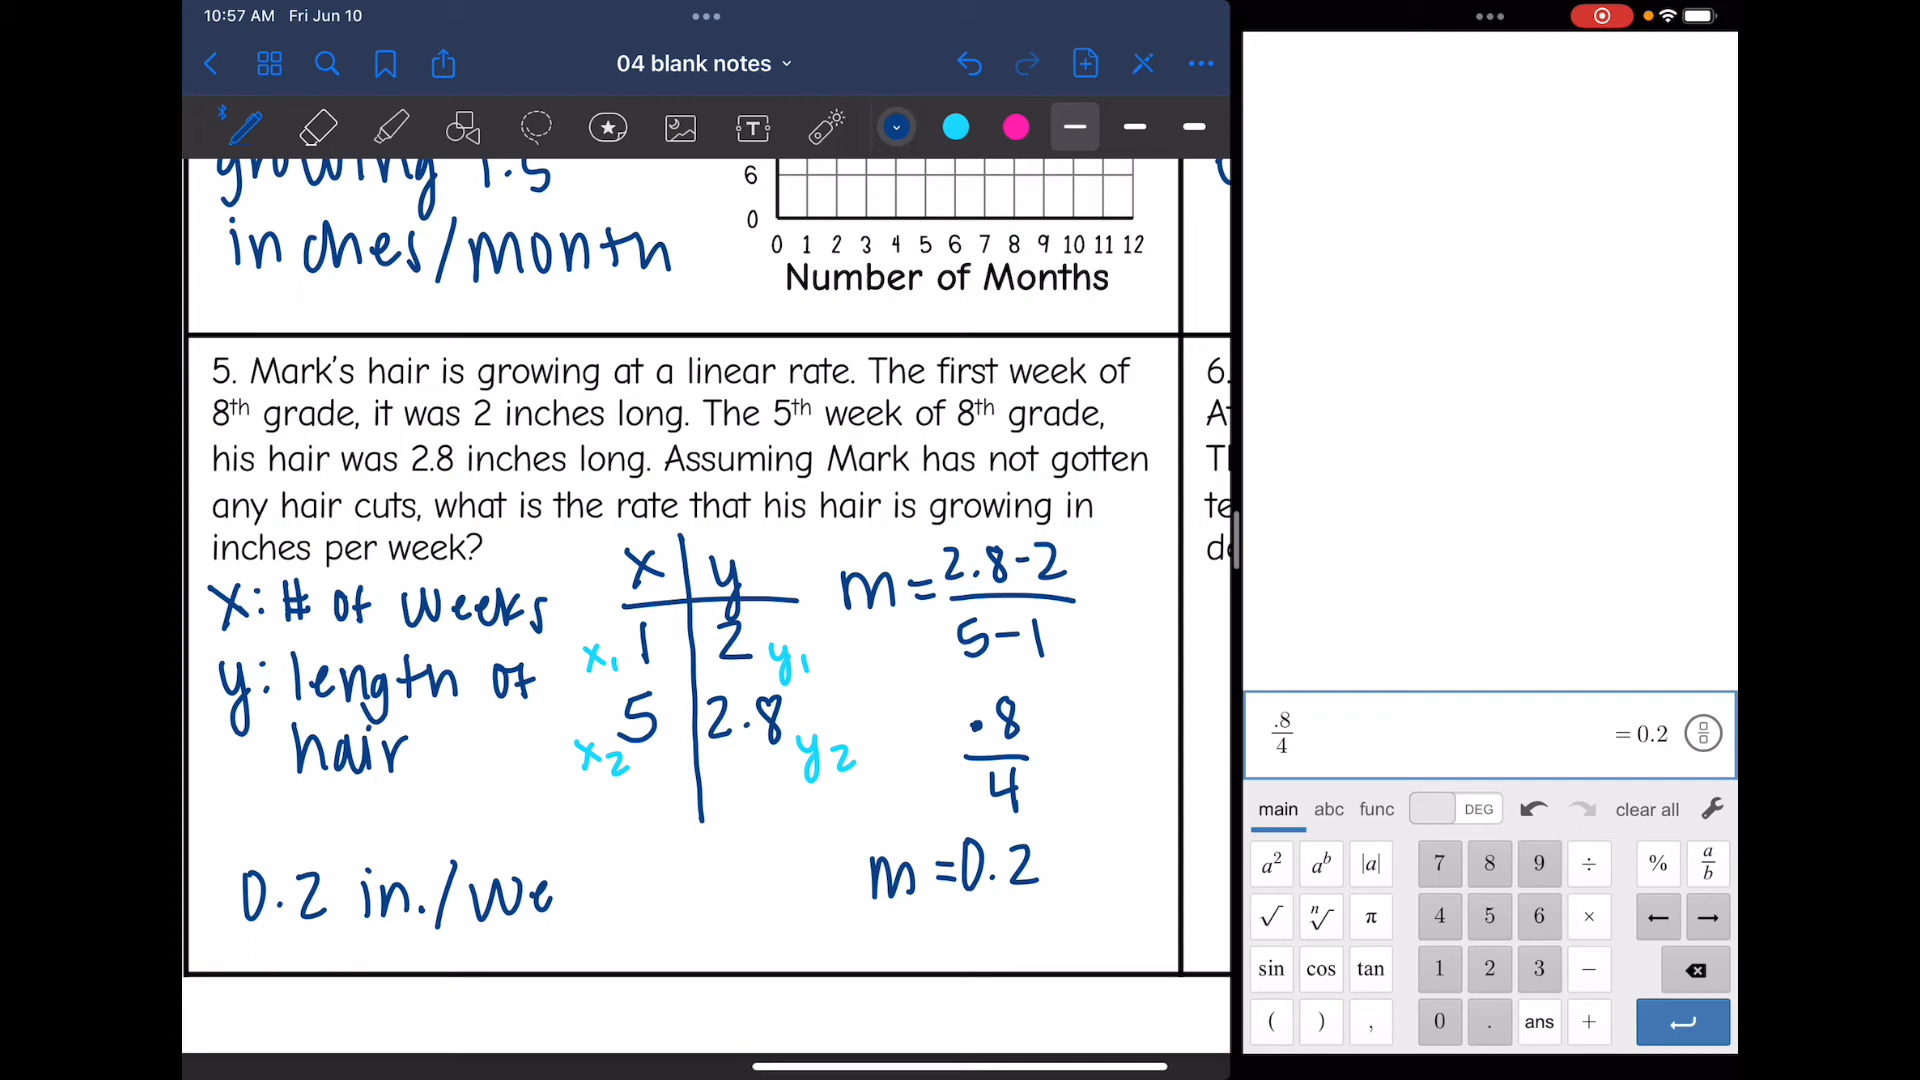 10:57 AM Fri Jun 10
04 blank notes
T
growing 1.5
inches/month
6
0
0 1 2 3 4 5 6 7 8 9 10 11 12
Number of Months
5. Mark's hair is growing at a linear rate. The first week of
8th grade, it was 2 inches long. The 5th week of 8th grade,
his hair was 2.8 inches long. Assuming Mark has not gotten
any hair cuts, what is the rate that his hair is growing in
inches per week?
x: # of weeks
y: length of
hair
x y
x1 1 2 y1
5 2.8
x2 y2
m = 2.8-2
5-1
.8
4
m = 0.2
0.2 in./we
6.
.8
4
= 0.2
main abc func DEG clear all
a² aᵇ |a| 7 8 9 ÷ % a/b
√ ⁿ√ π 4 5 6 × ← →
sin cos tan 1 2 3 −
( ) , 0 . ans +